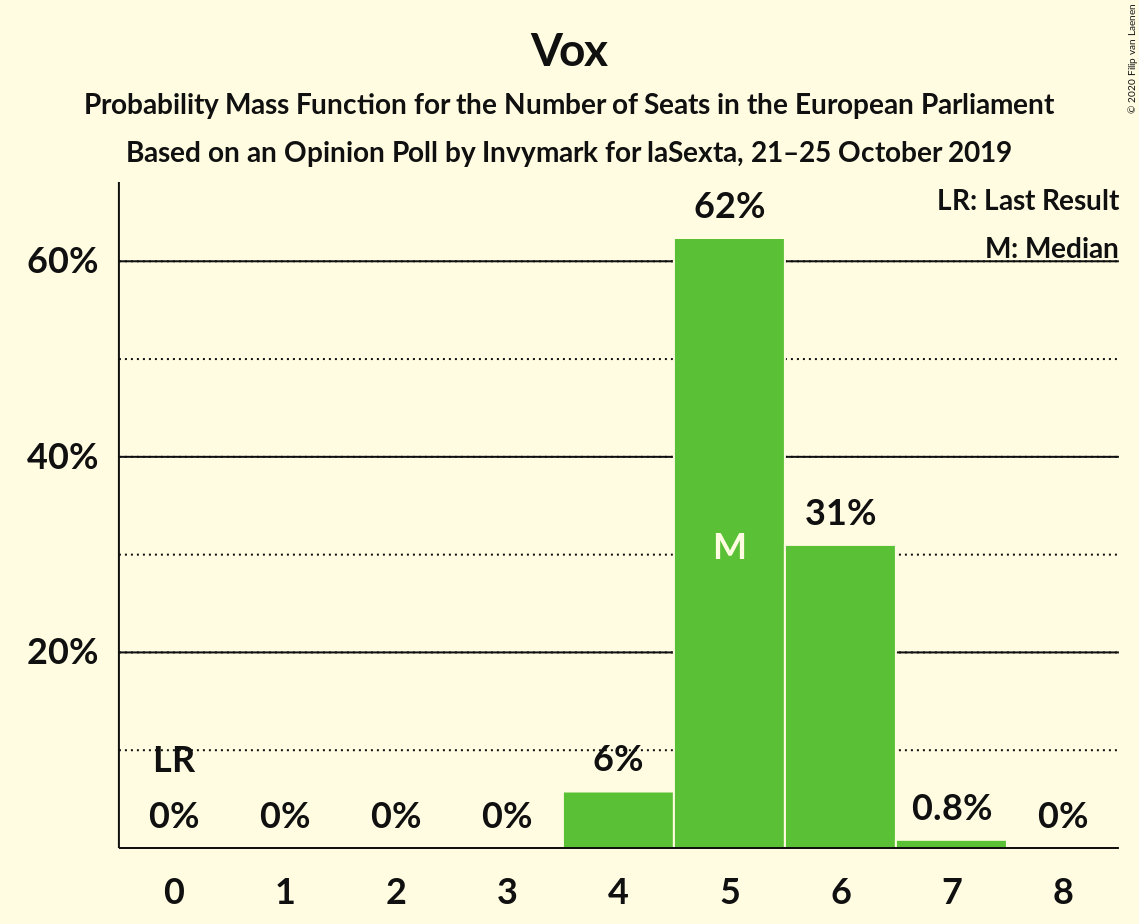 Vox
Probability Mass Function for the Number of Seats in the European Parliament
Based on an Opinion Poll by Invymark for laSexta, 21–25 October 2019
© 2020 Filip van Laenen
LR: Last Result
M: Median
60%
40%
20%
62%
31%
M
LR
6%
0%
0%
0%
0%
0.8%
0%
0
1
2
3
4
5
6
7
8